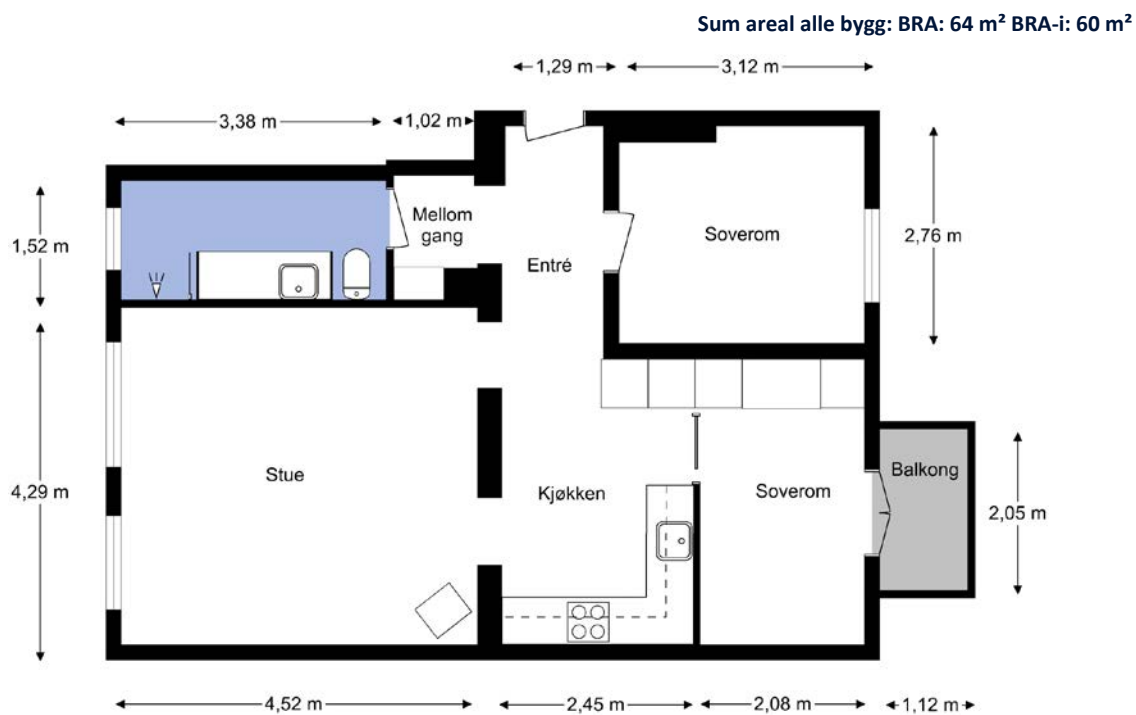 Sum areal alle bygg: BRA: 64 m² BRA-i: 60 m²
1,29 m
3,12 m
3,38 m
1,02 m
Mellom
gang
1,52 m
Soverom
2,76 m
Entré
Stue
Balkong
4,29 m
Kjøkken
Soverom
2,05 m
4,52 m
2,45 m
2,08 m
1,12 m